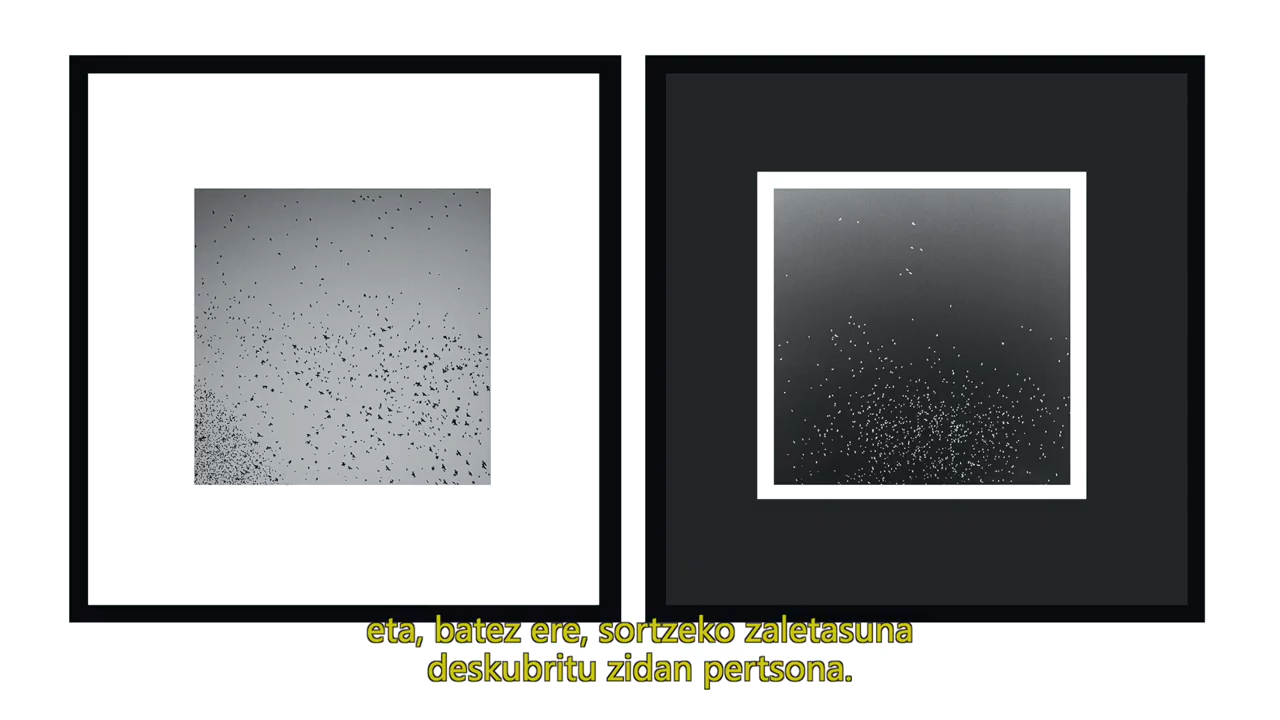 eta, batez ere, sortzeko zaletasuna
deskubritu zidan pertsona.